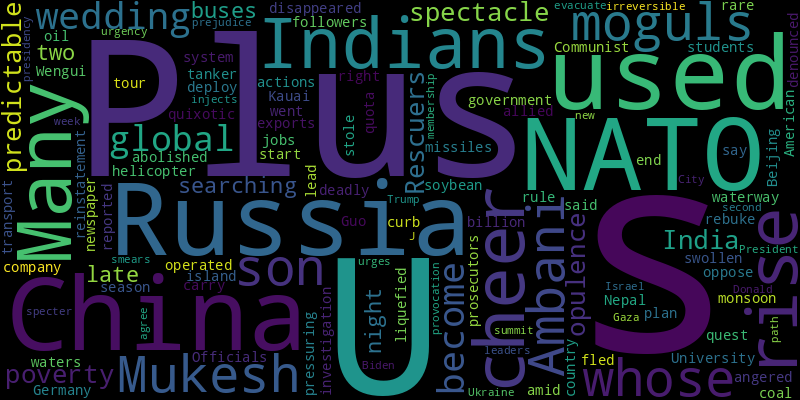 predictable
wedding
buses
disappeared
followers
spectacle
evacuate
irreversible
rare
oil
presidency
urgency
prejudice
Indians
moguls
Communist
students
denounced
two
Wengui
Many
Plus
system
tanker
deploy
actions
Kauai
right
government
used
tour
injects
quixotic
went
exports
quota
membership
allied
missiles
new
American
global
abolished
helicopter
jobs
start
stole
Rescuers
NATO
end
say
Beijing
week
reinstatement
newspaper
reported
transport
searching
lead
deadly
soybean
City
Russia
Trump
Guo
curb
J
billion
rule
said
waterway
second
rebuke
India
President
swollen
oppose
company
smears
late
season
operated
island
carry
son
urges
U
cheer
Ambani
opulence
S
rise
Israel
Nepal
Gaza
plan
Donald
monsoon
path
specter
China
agree
Officials
investigation
pressuring
night
liquefied
become
provocation
prosecutors
summit
leaders
country
quest
waters
poverty
Germany
Mukesh
Biden
Ukraine
amid
fled
whose
University
angered
coal